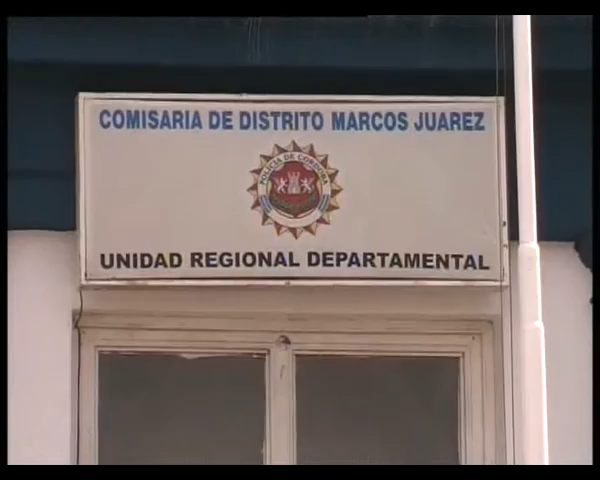 COMISARIA DE DISTRITO MARCOS JUAREZ
POLICIA DE CORDOBA
UNIDAD REGIONAL DEPARTAMENTAL